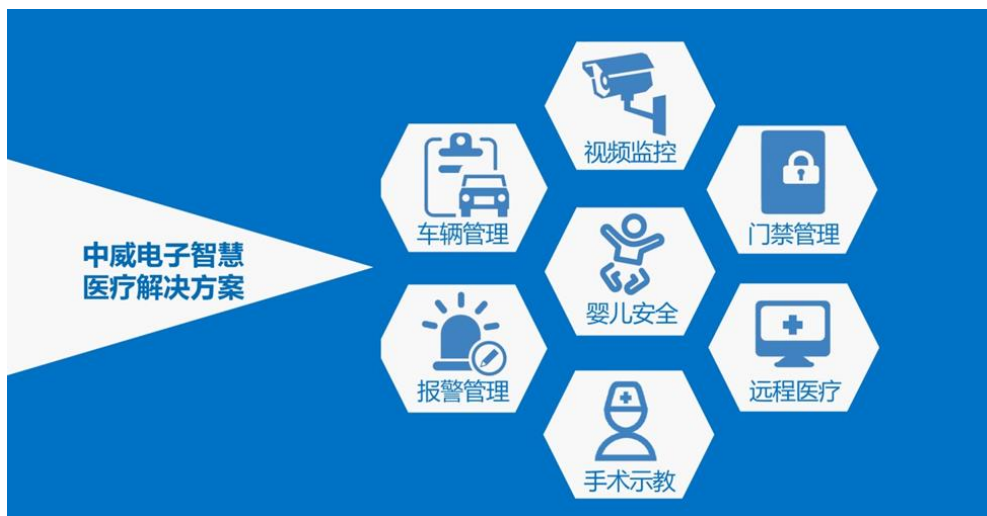 中威电子智慧
医疗解决方案
视频监控
车辆管理
门禁管理
婴儿安全
报警管理
远程医疗
手术示教